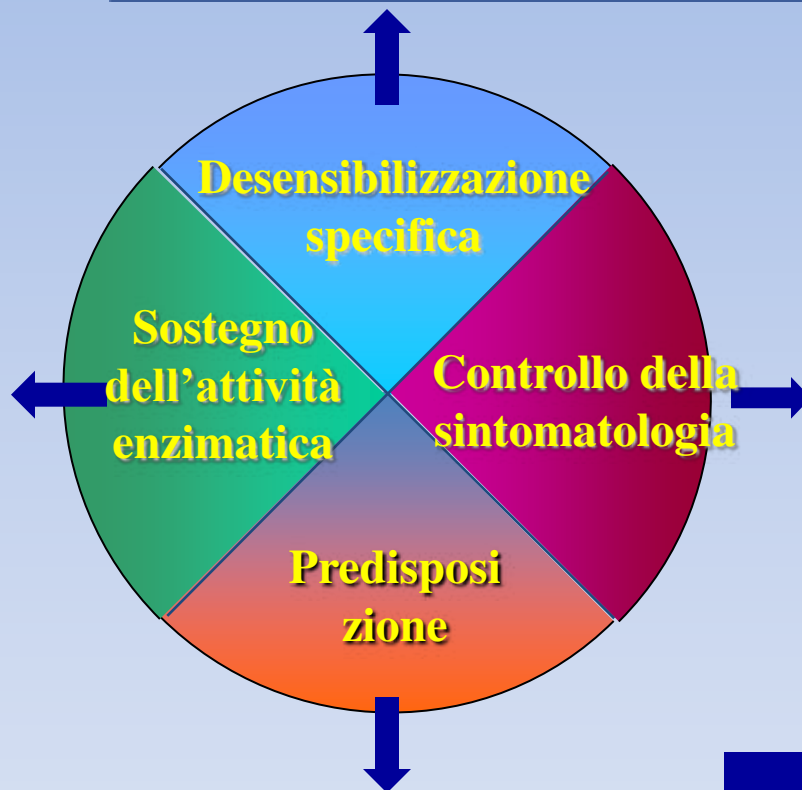 Desensibilizzazione
specifica
Sostegno
dell’attività
enzimatica
Controllo della
sintomatologia
Predisposi
zione